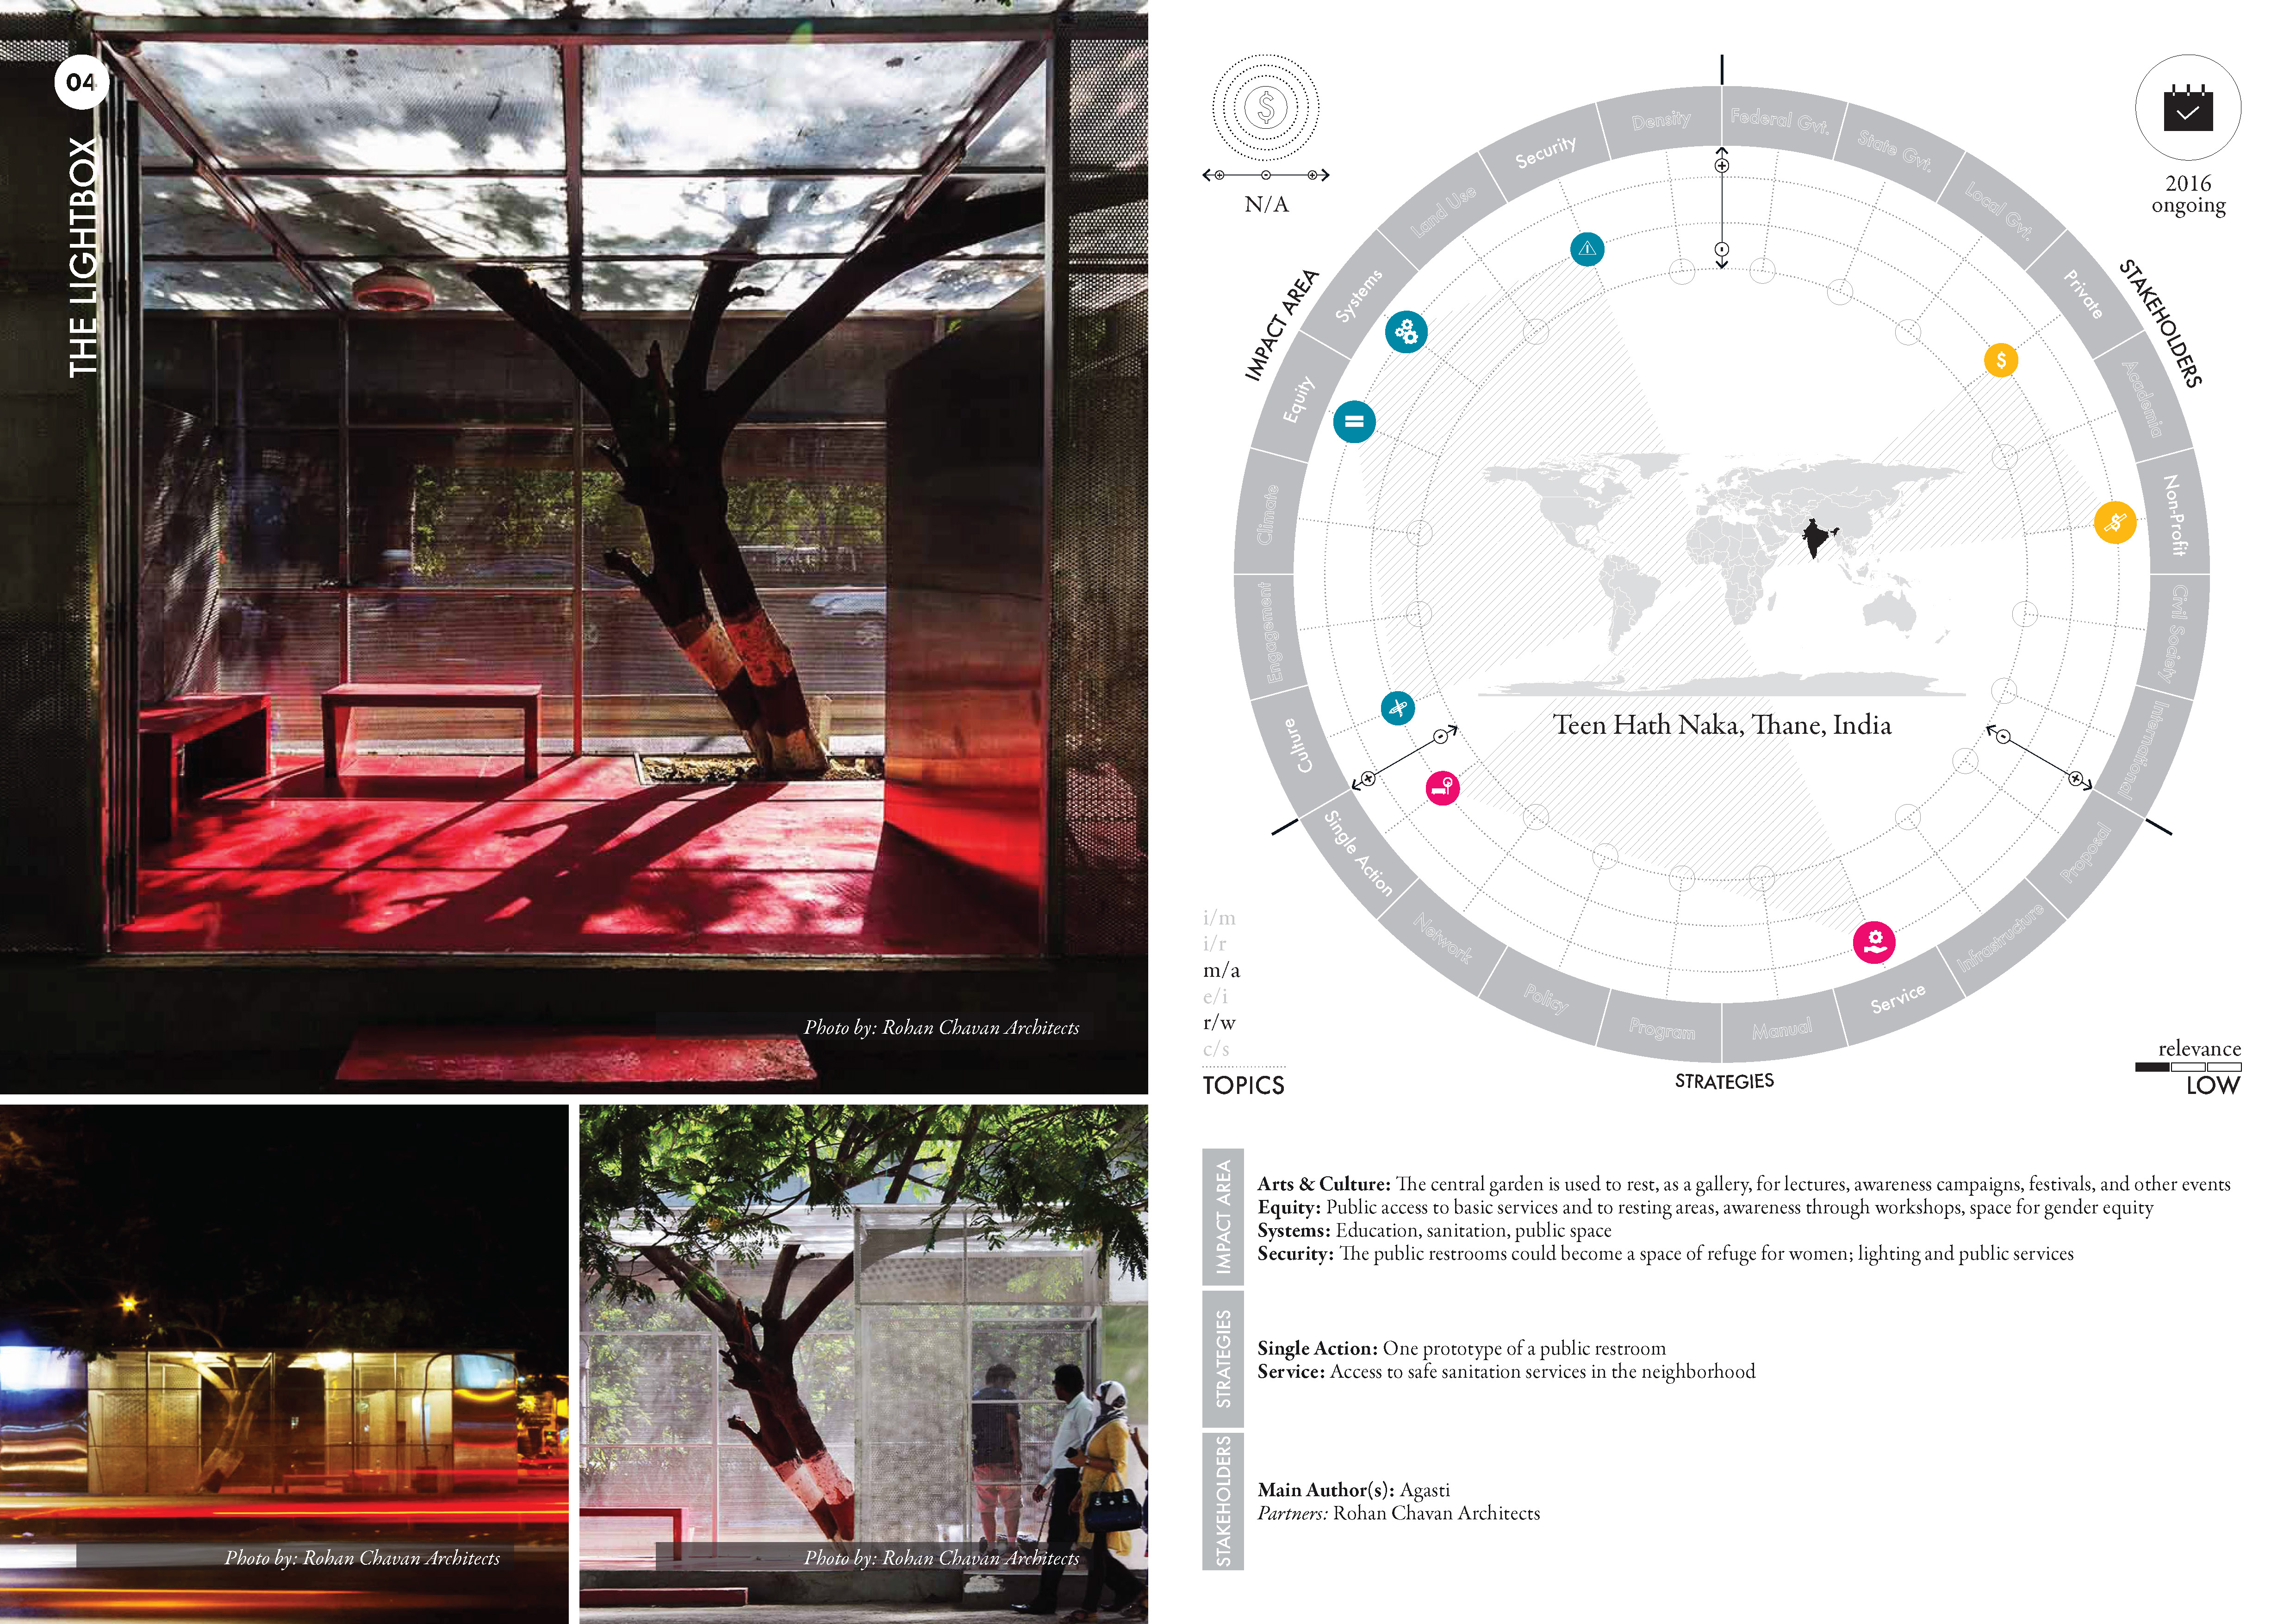 04
THE LIGHTBOX
Photo by: Rohan Chavan Architects
Photo by: Rohan Chavan Architects
Photo by: Rohan Chavan Architects
$
N/A
2016
ongoing
IMPACT AREA
STAKEHOLDERS
STRATEGIES
Culture
Engagement
Climate
Equity
Systems
Land Use
Security
Density
Federal Gvt.
State Gvt.
Local Gvt.
Private
Academia
Non-Profit
Civil Society
International
Proposal
Infrastructure
Service
Manual
Program
Policy
Network
Single Action
$
$
Teen Hath Naka, Thane, India
i/m
i/r
m/a
e/i
r/w
c/s
TOPICS
relevance
LOW
IMPACT AREA
Arts & Culture: The central garden is used to rest, as a gallery, for lectures, awareness campaigns, festivals, and other events
Equity: Public access to basic services and to resting areas, awareness through workshops, space for gender equity
Systems: Education, sanitation, public space
Security: The public restrooms could become a space of refuge for women; lighting and public services
STRATEGIES
Single Action: One prototype of a public restroom
Service: Access to safe sanitation services in the neighborhood
STAKEHOLDERS
Main Author(s): Agasti
Partners: Rohan Chavan Architects